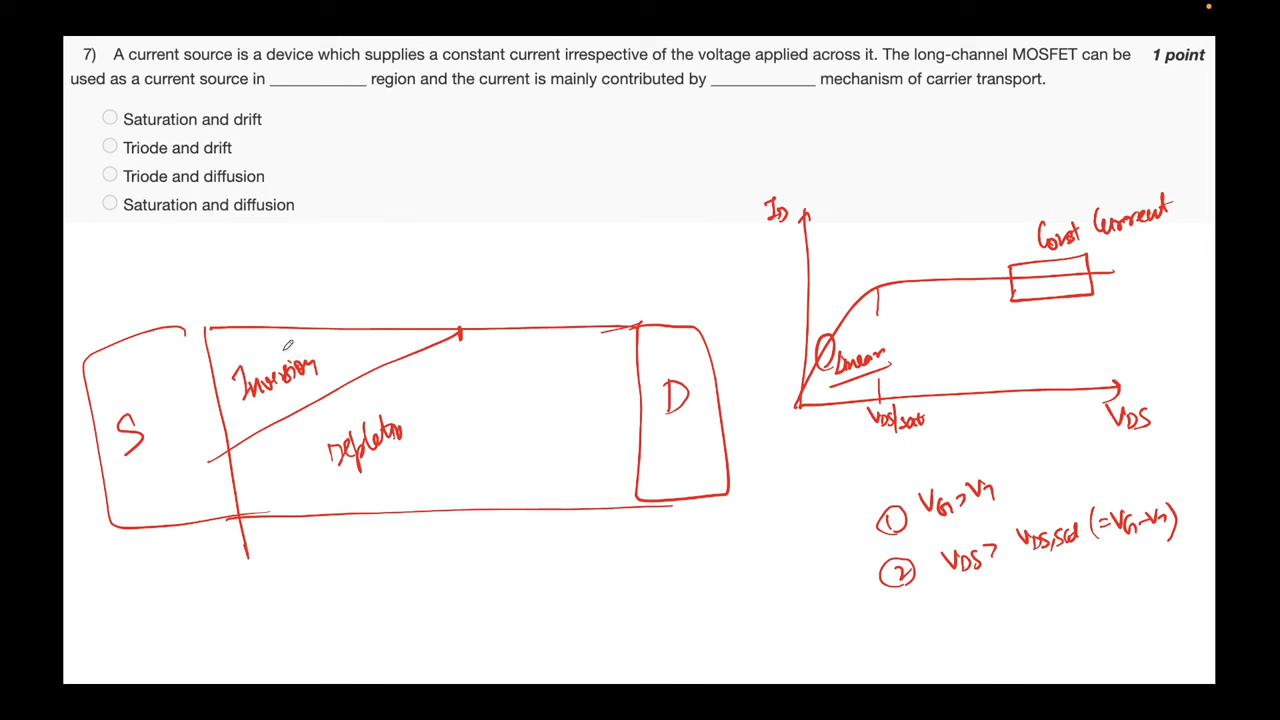 7) A current source is a device which supplies a constant current irrespective of the voltage applied across it. The long-channel MOSFET can be 1 point
used as a current source in ____________ region and the current is mainly contributed by _____________ mechanism of carrier transport.
Saturation and drift
Triode and drift
Triode and diffusion
Saturation and diffusion
ID
Const Current
Linear
VDS/sat
VDS
S
Inversion
Depletn
D
1 VG > VT
2 VDS > VDS,sat (=VG-VT)